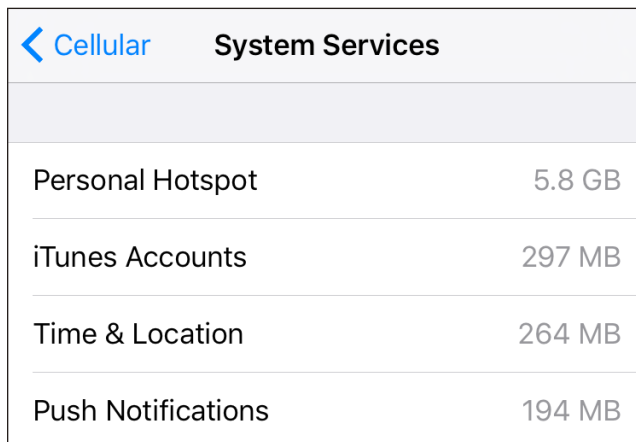 Cellular System Services
Personal Hotspot 5.8 GB
iTunes Accounts 297 MB
Time & Location 264 MB
Push Notifications 194 MB